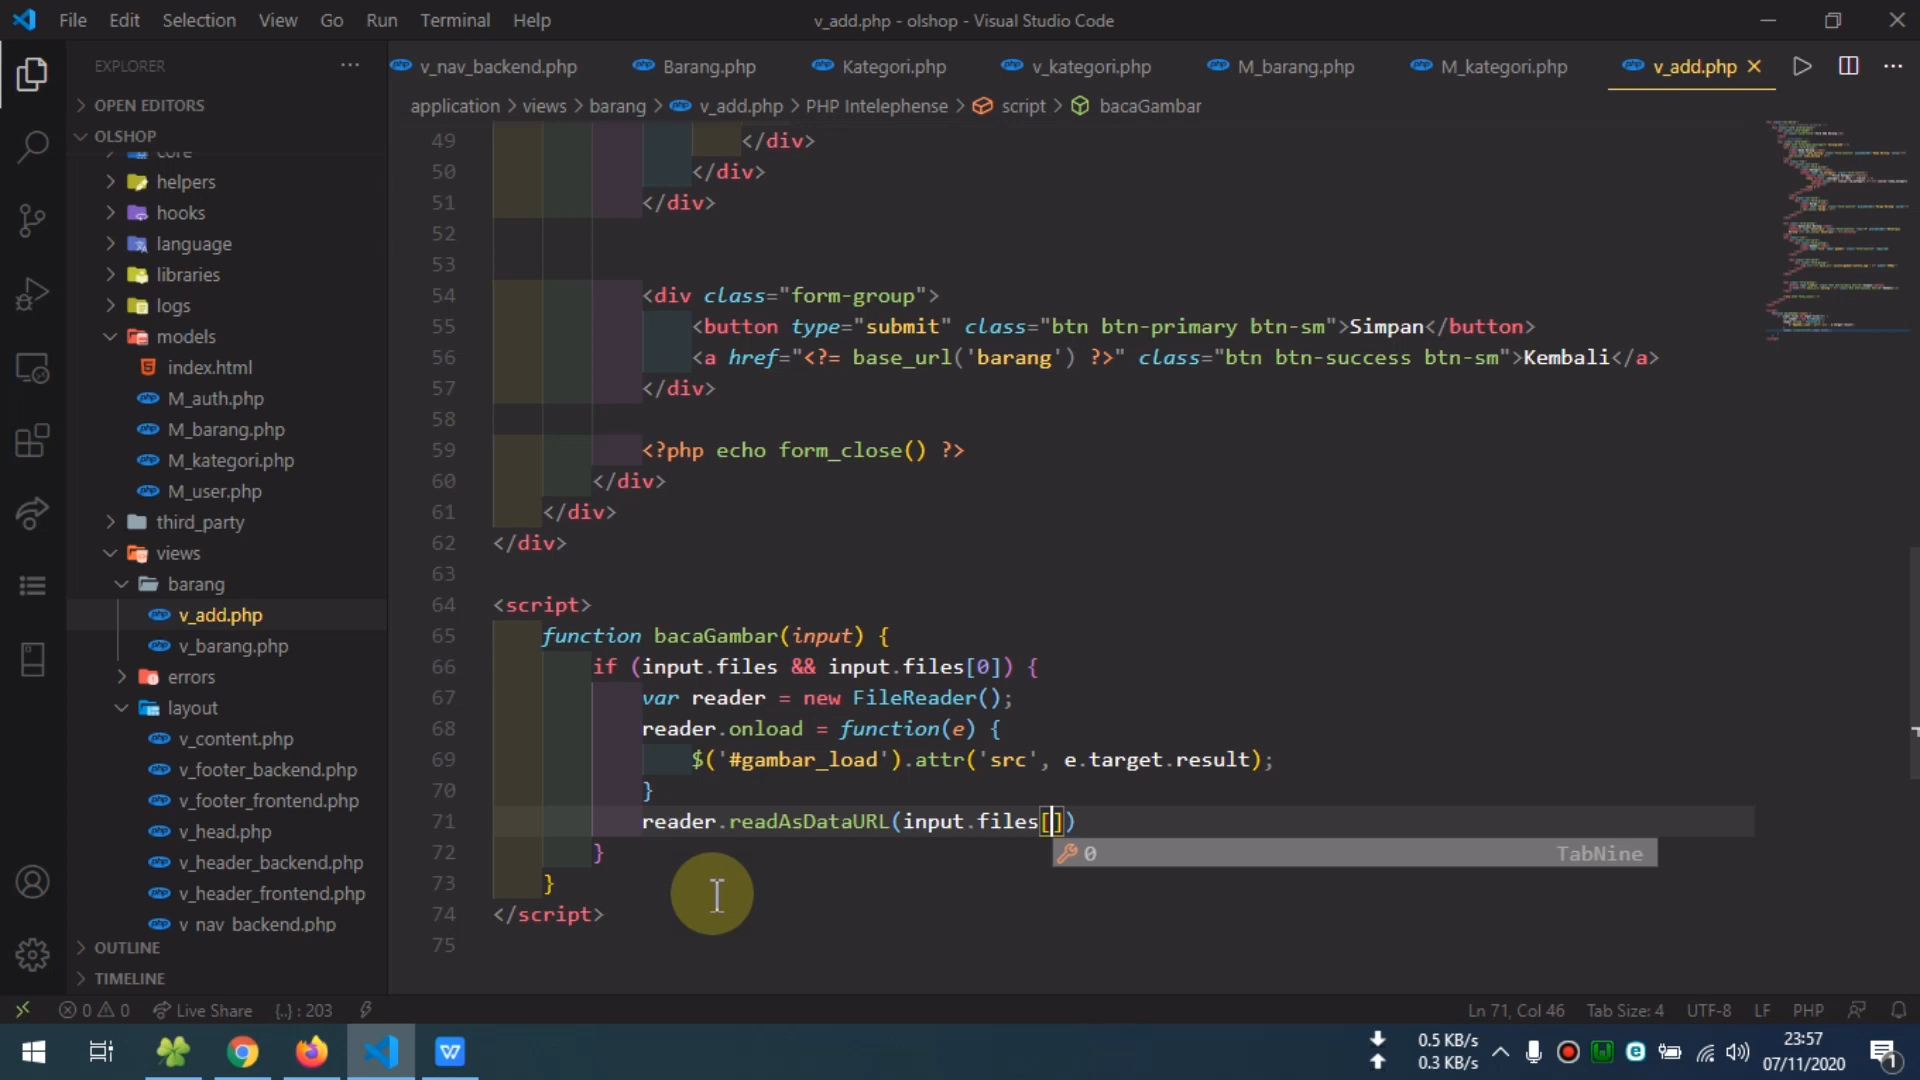 File Edit Selection View Go Run Terminal Help
v_add.php - olshop - Visual Studio Code
EXPLORER
OPEN EDITORS
OLSHOP
core
helpers
hooks
language
libraries
logs
models
index.html
M_auth.php
M_barang.php
M_kategori.php
M_user.php
third_party
views
barang
v_add.php
v_barang.php
errors
layout
v_content.php
v_footer_backend.php
v_footer_frontend.php
v_head.php
v_header_backend.php
v_header_frontend.php
v_nav_backend.php
OUTLINE
TIMELINE
v_nav_backend.php Barang.php Kategori.php v_kategori.php M_barang.php M_kategori.php v_add.php
application > views > barang > v_add.php > PHP Intelephense > script > bacaGambar
49 </div>
50 </div>
51 </div>
52
53
54 <div class="form-group">
55 <button type="submit" class="btn btn-primary btn-sm">Simpan</button>
56 <a href="<?= base_url('barang') ?>" class="btn btn-success btn-sm">Kembali</a>
57 </div>
58
59 <?php echo form_close() ?>
60 </div>
61 </div>
62 </div>
63
64 <script>
65 function bacaGambar(input) {
66 if (input.files && input.files[0]) {
67 var reader = new FileReader();
68 reader.onload = function(e) {
69 $('#gambar_load').attr('src', e.target.result);
70 }
71 reader.readAsDataURL(input.files[])
0 TabNine
72 }
73 }
74 </script>
75
0 0 Live Share {..} : 203
Ln 71, Col 46 Tab Size: 4 UTF-8 LF PHP
0.5 KB/s
0.3 KB/s
23:57
07/11/2020
1